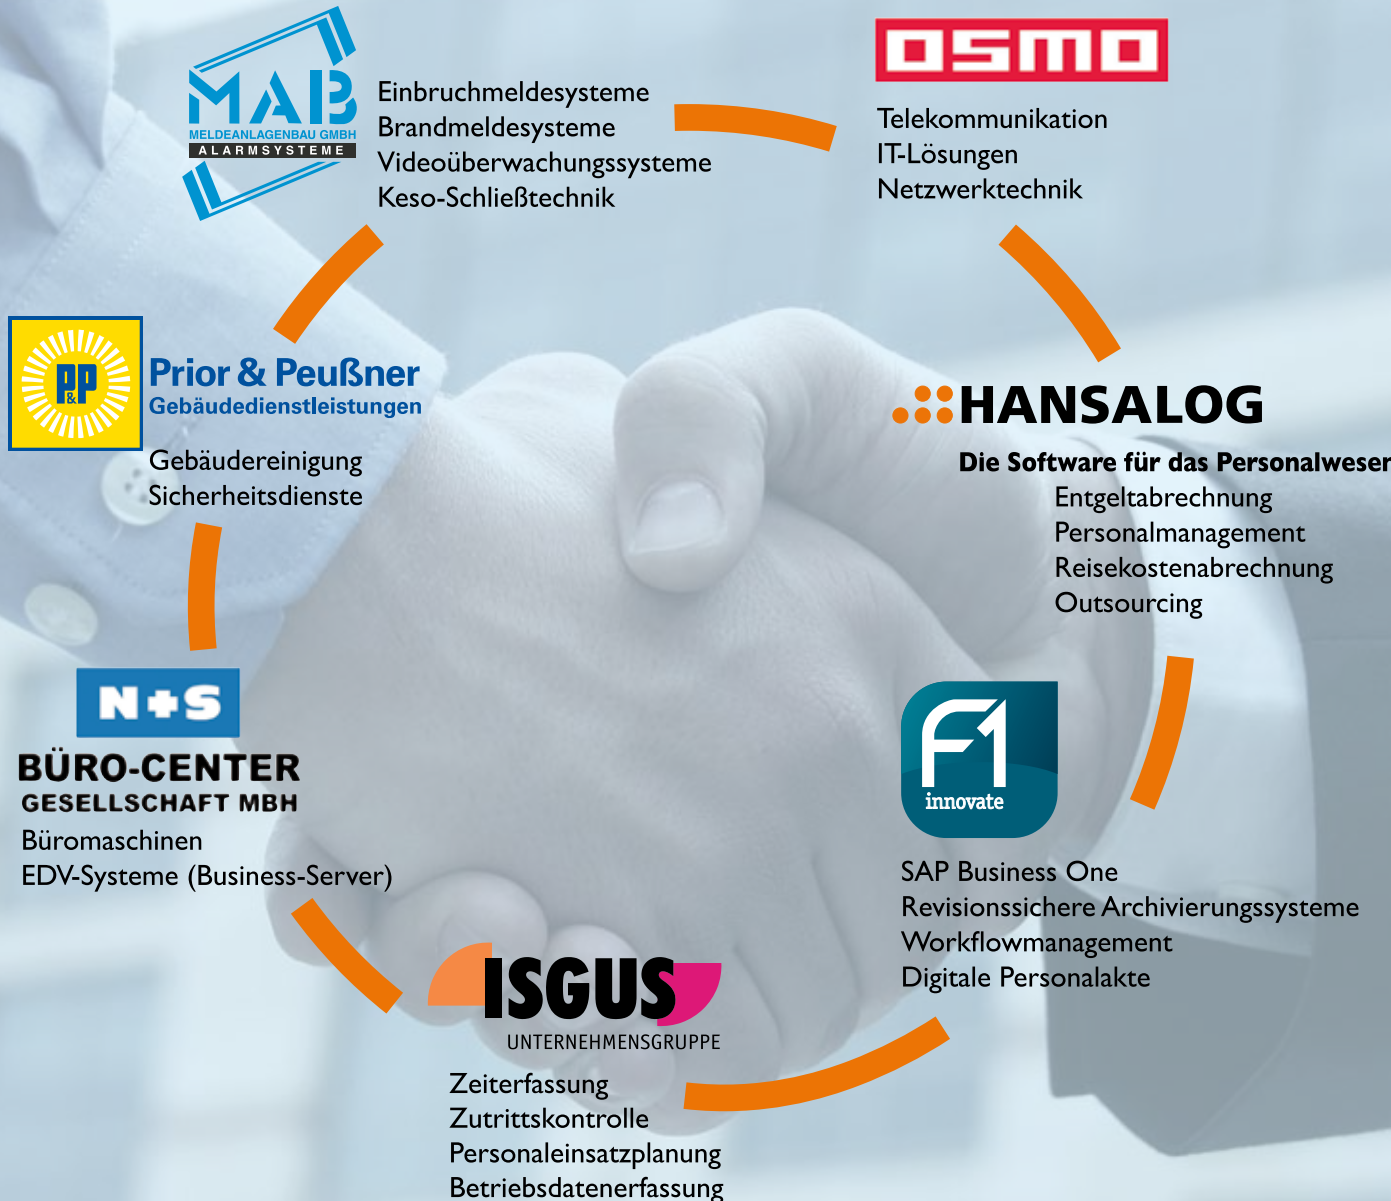 MAB
MELDEANLAGENBAU GMBH
ALARMSYSTEME
Einbruchmeldesysteme
Brandmeldesysteme
Videoüberwachungssysteme
Keso-Schließtechnik
OSMO
Telekommunikation
IT-Lösungen
Netzwerktechnik
P&P
Prior & Peußner
Gebäudedienstleistungen
Gebäudereinigung
Sicherheitsdienste
HANSALOG
Die Software für das Personalwesen
Entgeltabrechnung
Personalmanagement
Reisekostenabrechnung
Outsourcing
N+S
BÜRO-CENTER
GESELLSCHAFT MBH
Büromaschinen
EDV-Systeme (Business-Server)
F1
innovate
SAP Business One
Revisionssichere Archivierungssysteme
Workflowmanagement
Digitale Personalakte
ISGUS
UNTERNEHMENSGRUPPE
Zeiterfassung
Zutrittskontrolle
Personaleinsatzplanung
Betriebsdatenerfassung